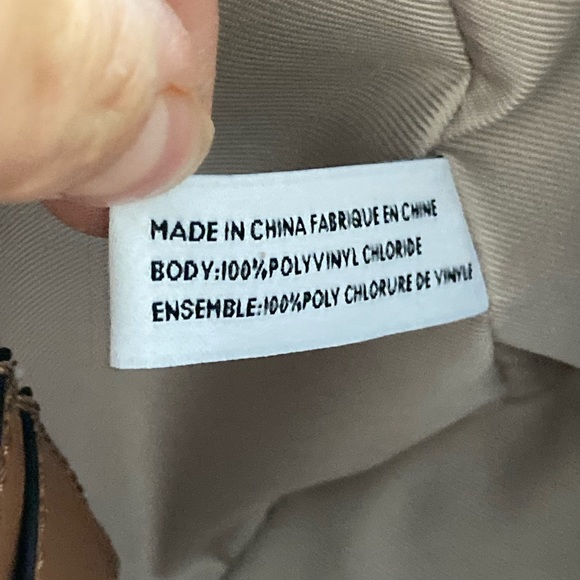 MADE IN CHINA FABRIQUE EN CHINE
BODY:100%POLYVINYL CHLORIDE
ENSEMBLE:100%POLY CHLORURE DE VINYLE